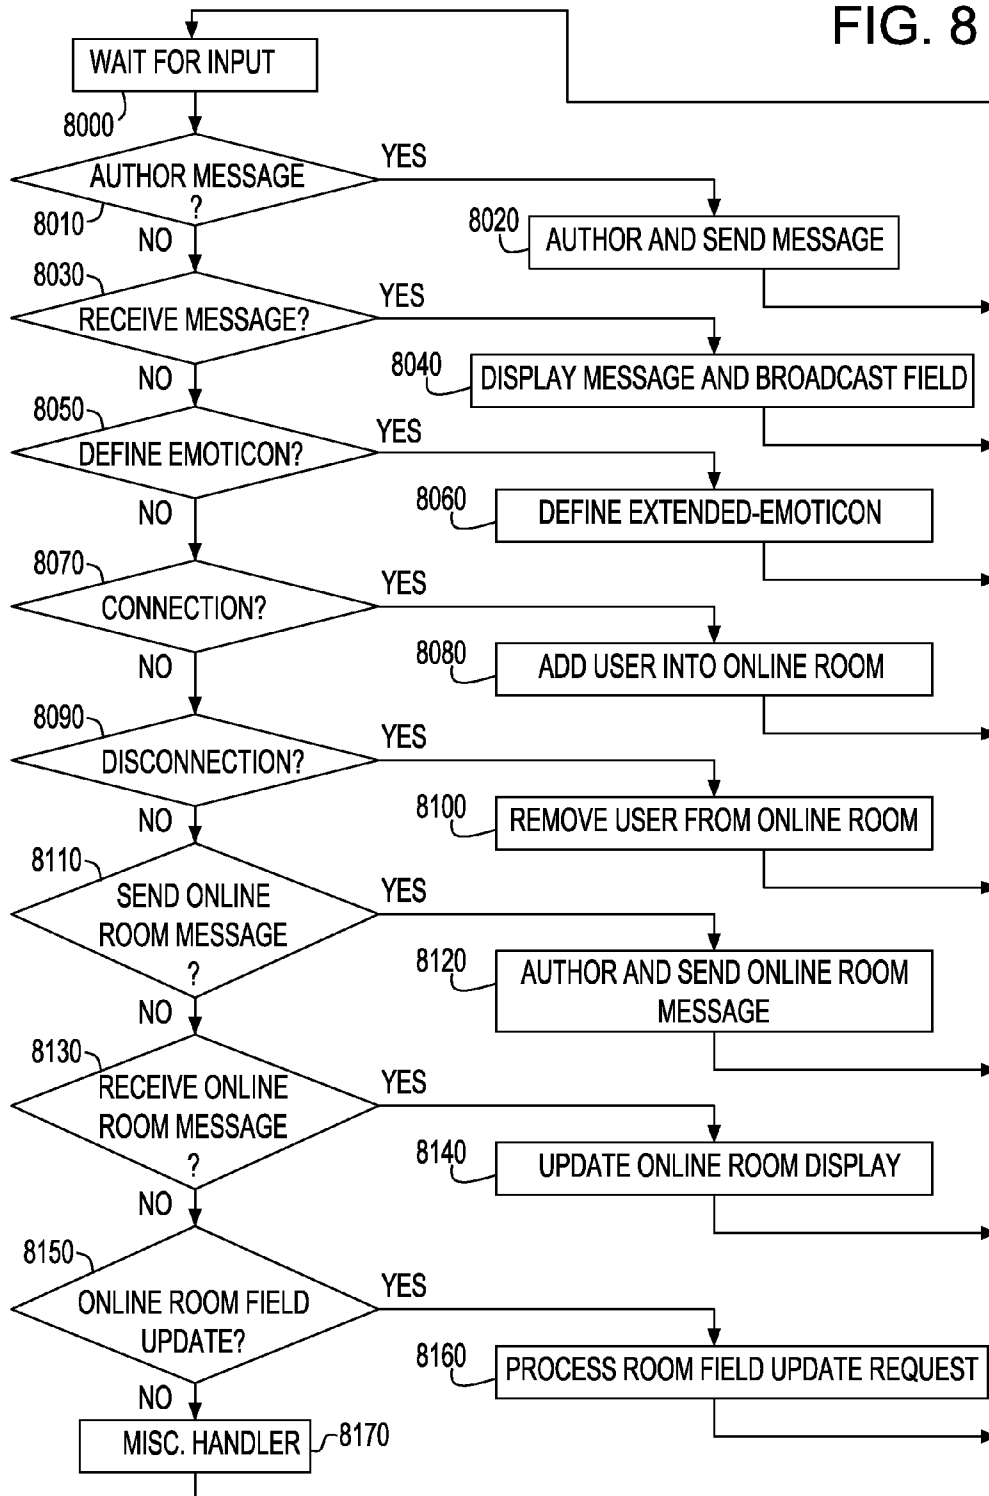 FIG. 8
WAIT FOR INPUT
8000
AUTHOR MESSAGE
?
8010
YES
NO
8020
AUTHOR AND SEND MESSAGE
8030
RECEIVE MESSAGE?
YES
NO
8040
DISPLAY MESSAGE AND BROADCAST FIELD
8050
DEFINE EMOTICON?
YES
NO
8060
DEFINE EXTENDED-EMOTICON
8070
CONNECTION?
YES
NO
8080
ADD USER INTO ONLINE ROOM
8090
DISCONNECTION?
YES
NO
8100
REMOVE USER FROM ONLINE ROOM
8110
SEND ONLINE
ROOM MESSAGE
?
YES
NO
8120
AUTHOR AND SEND ONLINE ROOM
MESSAGE
8130
RECEIVE ONLINE
ROOM MESSAGE
?
YES
NO
8140
UPDATE ONLINE ROOM DISPLAY
8150
ONLINE ROOM FIELD
UPDATE?
YES
NO
8160
PROCESS ROOM FIELD UPDATE REQUEST
MISC. HANDLER
8170